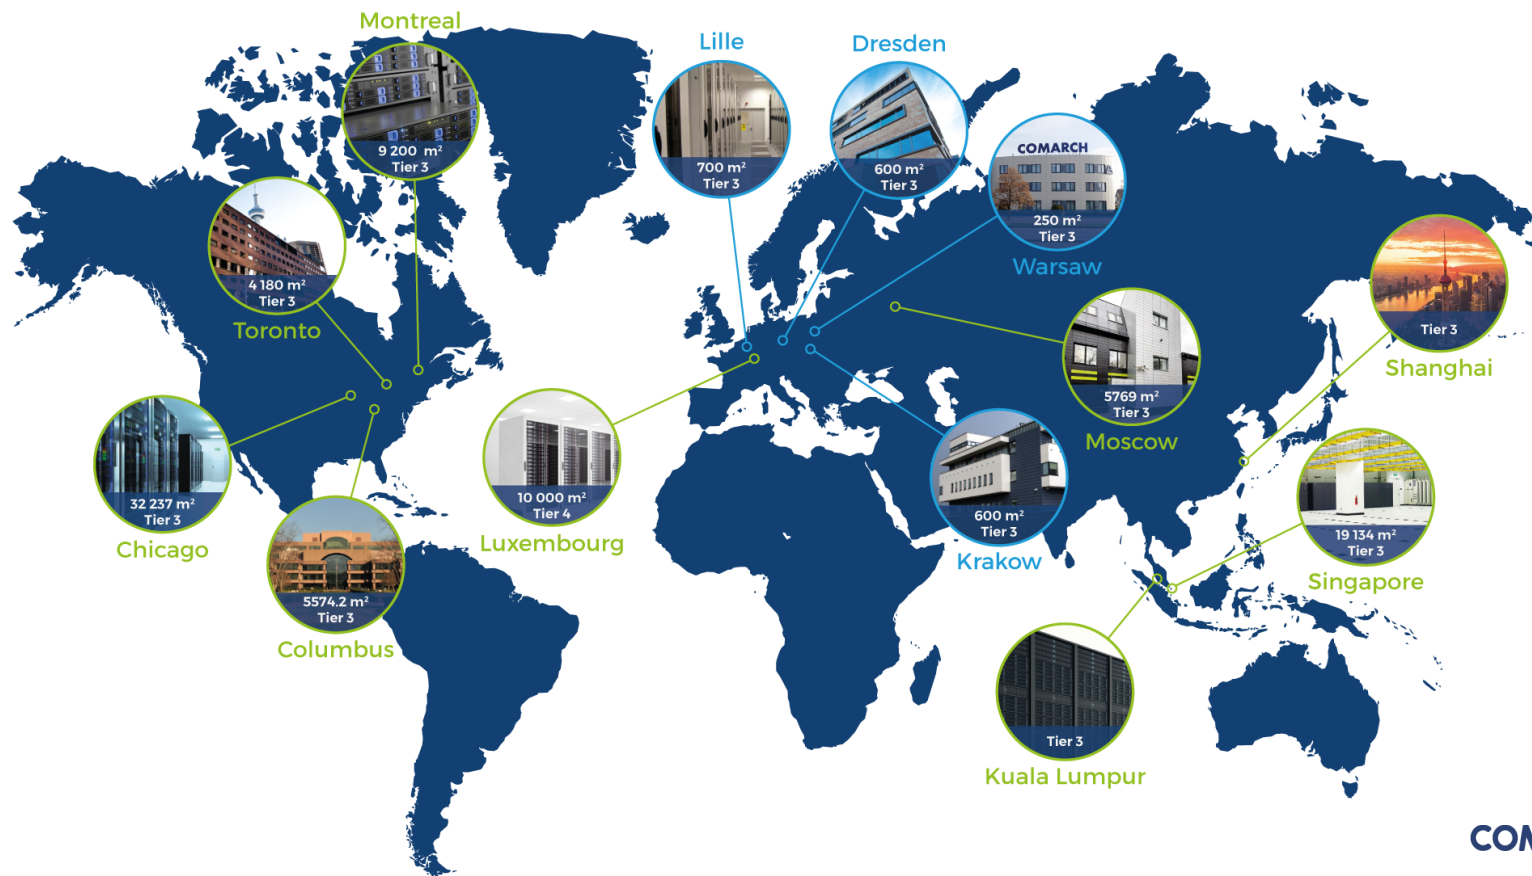 Montreal
9 200 m²
Tier 3
Lille
700 m²
Tier 3
Dresden
600 m²
Tier 3
COMARCH
250 m²
Tier 3
Warsaw
4 180 m²
Tier 3
Toronto
Tier 3
Shanghai
5769 m²
Tier 3
Moscow
32 237 m²
Tier 3
Chicago
10 000 m²
Tier 4
Luxembourg
600 m²
Tier 3
Krakow
19 134 m²
Tier 3
Singapore
5574.2 m²
Tier 3
Columbus
Tier 3
Kuala Lumpur